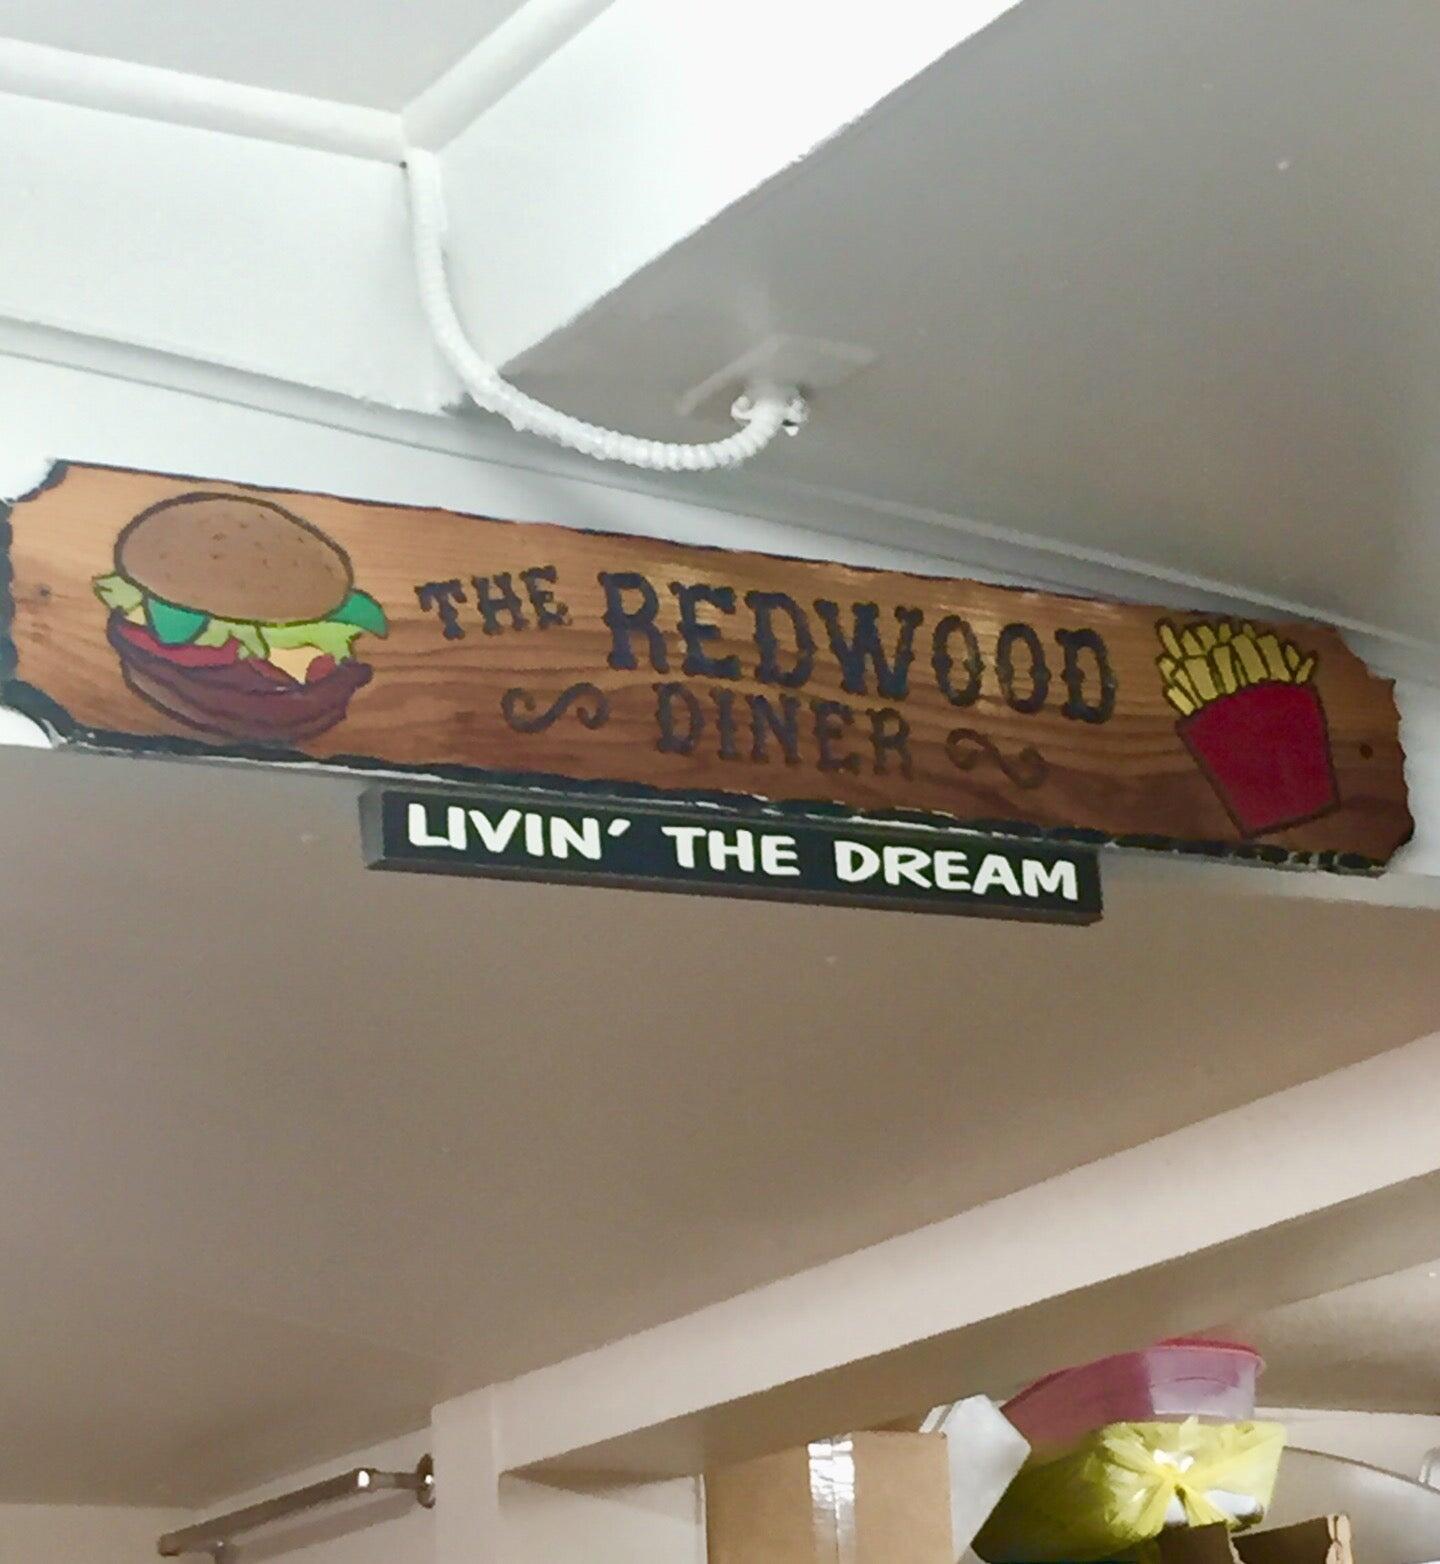 THE REDWOOD
DINER
LIVIN' THE DREAM